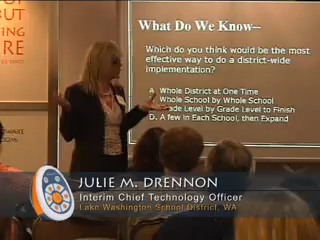 What Do We Know--
Which do you think would be the most
effective way to do a district-wide
implementation?
A. Whole District at One Time
B. Whole School by Whole School
C. Grade Level by Grade Level to Finish
D. A few in Each School, then Expand
JULIE M. DRENNON
Interim Chief Technology Officer
Lake Washington School District, WA